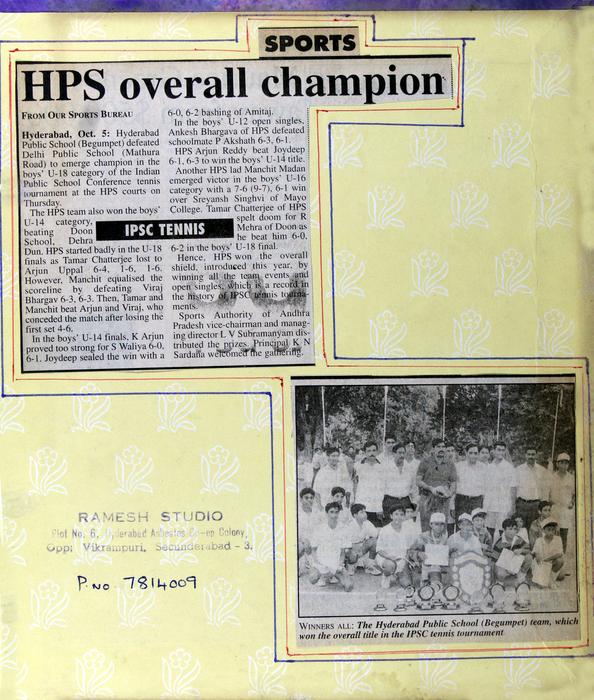 SPORTS
HPS overall champion
FROM OUR SPORTS BUREAU
Hyderabad, Oct. 5: Hyderabad
Public School (Begumpet) defeated
Delhi Public School (Mathura
Road) to emerge champion in the
boys' U-18 category of the Indian
Public School Conference tennis
tournament at the HPS courts on
Thursday.
The HPS team also won the boys'
U-14 category,
beating Doon
School, Dehra
Dun. HPS started badly in the U-18
finals as Tamar Chatterjee lost to
Arjun Uppal 6-4, 1-6, 1-6.
However, Manchit equalised the
scoreline by defeating Viraj
Bhargav 6-3, 6-3. Then, Tamar and
Manchit beat Arjun and Viraj, who
conceded the match after losing the
first set 4-6.
In the boys' U-14 finals, K Arjun
proved too strong for S Waliya 6-0,
6-1. Joydeep sealed the win with a
IPSC TENNIS
6-0, 6-2 bashing of Amitaj.
In the boys' U-12 open singles,
Ankesh Bhargava of HPS defeated
schoolmate P Akshath 6-3, 6-1.
HPS Arjun Reddy beat Joydeep
6-1, 6-3 to win the boys' U-14 title.
Another HPS lad Manchit Madan
emerged victor in the boys' U-16
category with a 7-6 (9-7), 6-1 win
over Sreyansh Singhvi of Mayo
College. Tamar Chatterjee of HPS
spelt doom for R
Mehra of Doon as
he beat him 6-0,
6-2 in the boys' U-18 final.
Hence, HPS won the overall
shield, introduced this year, by
winning all the team events and
open singles, which is a record in
the history of IPSC tennis tourna-
ments.
Sports Authority of Andhra
Pradesh vice-chairman and manag-
ing director L V Subramanyam dis-
tributed the prizes. Principal K N
Sardana welcomed the gathering.
WINNERS ALL: The Hyderabad Public School (Begumpet) team, which
won the overall title in the IPSC tennis tournament
RAMESH STUDIO
Plot No. 6, Hyderabad Asbestos Co-op Colony,
Opp: Vikrampuri, Secunderabad - 3.
P. No. 7814009